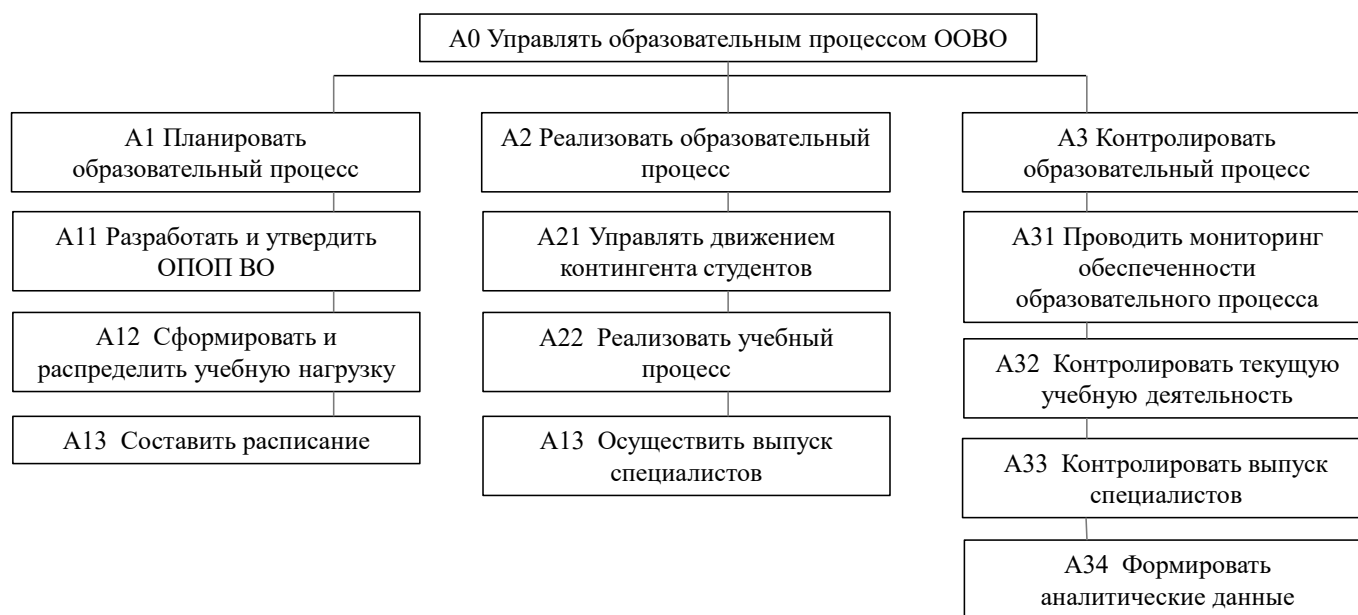 А0 Управлять образовательным процессом ООВО
А1 Планировать
образовательный процесс
А11 Разработать и утвердить
ОПОП ВО
А12 Сформировать и
распределить учебную нагрузку
А13 Составить расписание
А2 Реализовать образовательный
процесс
А21 Управлять движением
контингента студентов
А22 Реализовать учебный
процесс
А13 Осуществить выпуск
специалистов
А3 Контролировать
образовательный процесс
А31 Проводить мониторинг
обеспеченности
образовательного процесса
А32 Контролировать текущую
учебную деятельность
А33 Контролировать выпуск
специалистов
А34 Формировать
аналитические данные